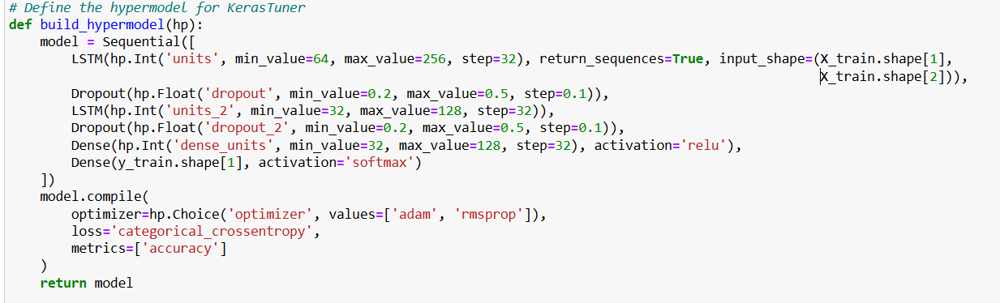 # Define the hypermodel for KerasTuner
def build_hypermodel(hp):
    model = Sequential([
        LSTM(hp.Int('units', min_value=64, max_value=256, step=32), return_sequences=True, input_shape=(X_train.shape[1],
                                                                                                        X_train.shape[2])),
        Dropout(hp.Float('dropout', min_value=0.2, max_value=0.5, step=0.1)),
        LSTM(hp.Int('units_2', min_value=32, max_value=128, step=32)),
        Dropout(hp.Float('dropout_2', min_value=0.2, max_value=0.5, step=0.1)),
        Dense(hp.Int('dense_units', min_value=32, max_value=128, step=32), activation='relu'),
        Dense(y_train.shape[1], activation='softmax')
    ])
    model.compile(
        optimizer=hp.Choice('optimizer', values=['adam', 'rmsprop']),
        loss='categorical_crossentropy',
        metrics=['accuracy']
    )
    return model